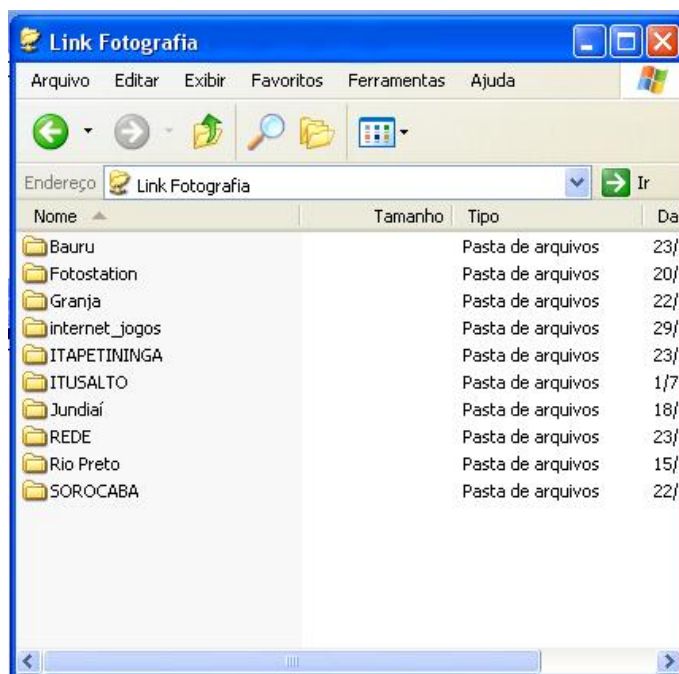 Link Fotografia
Arquivo Editar Exibir Favoritos Ferramentas Ajuda
Endereço Link Fotografia Ir
Nome Tamanho Tipo Da
Bauru Pasta de arquivos 23/
Fotostation Pasta de arquivos 20/
Granja Pasta de arquivos 22/
internet_jogos Pasta de arquivos 29/
ITAPETININGA Pasta de arquivos 23/
ITUSALTO Pasta de arquivos 1/7
Jundiaí Pasta de arquivos 18/
REDE Pasta de arquivos 23/
Rio Preto Pasta de arquivos 15/
SOROCABA Pasta de arquivos 22/